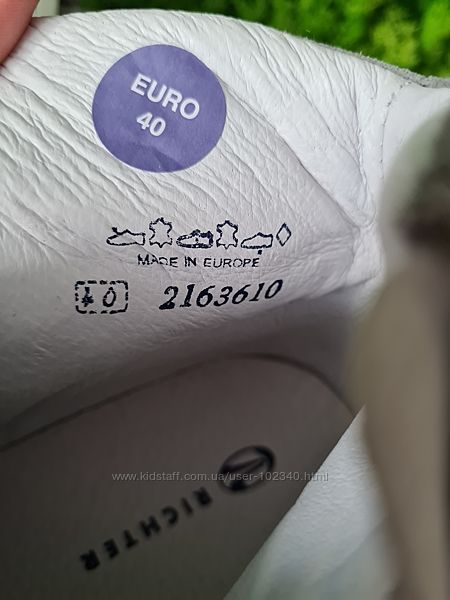 EURO
40
MADE IN EUROPE
40 2163610
www.kidstaff.com.ua/user-102340.html
RICHTER